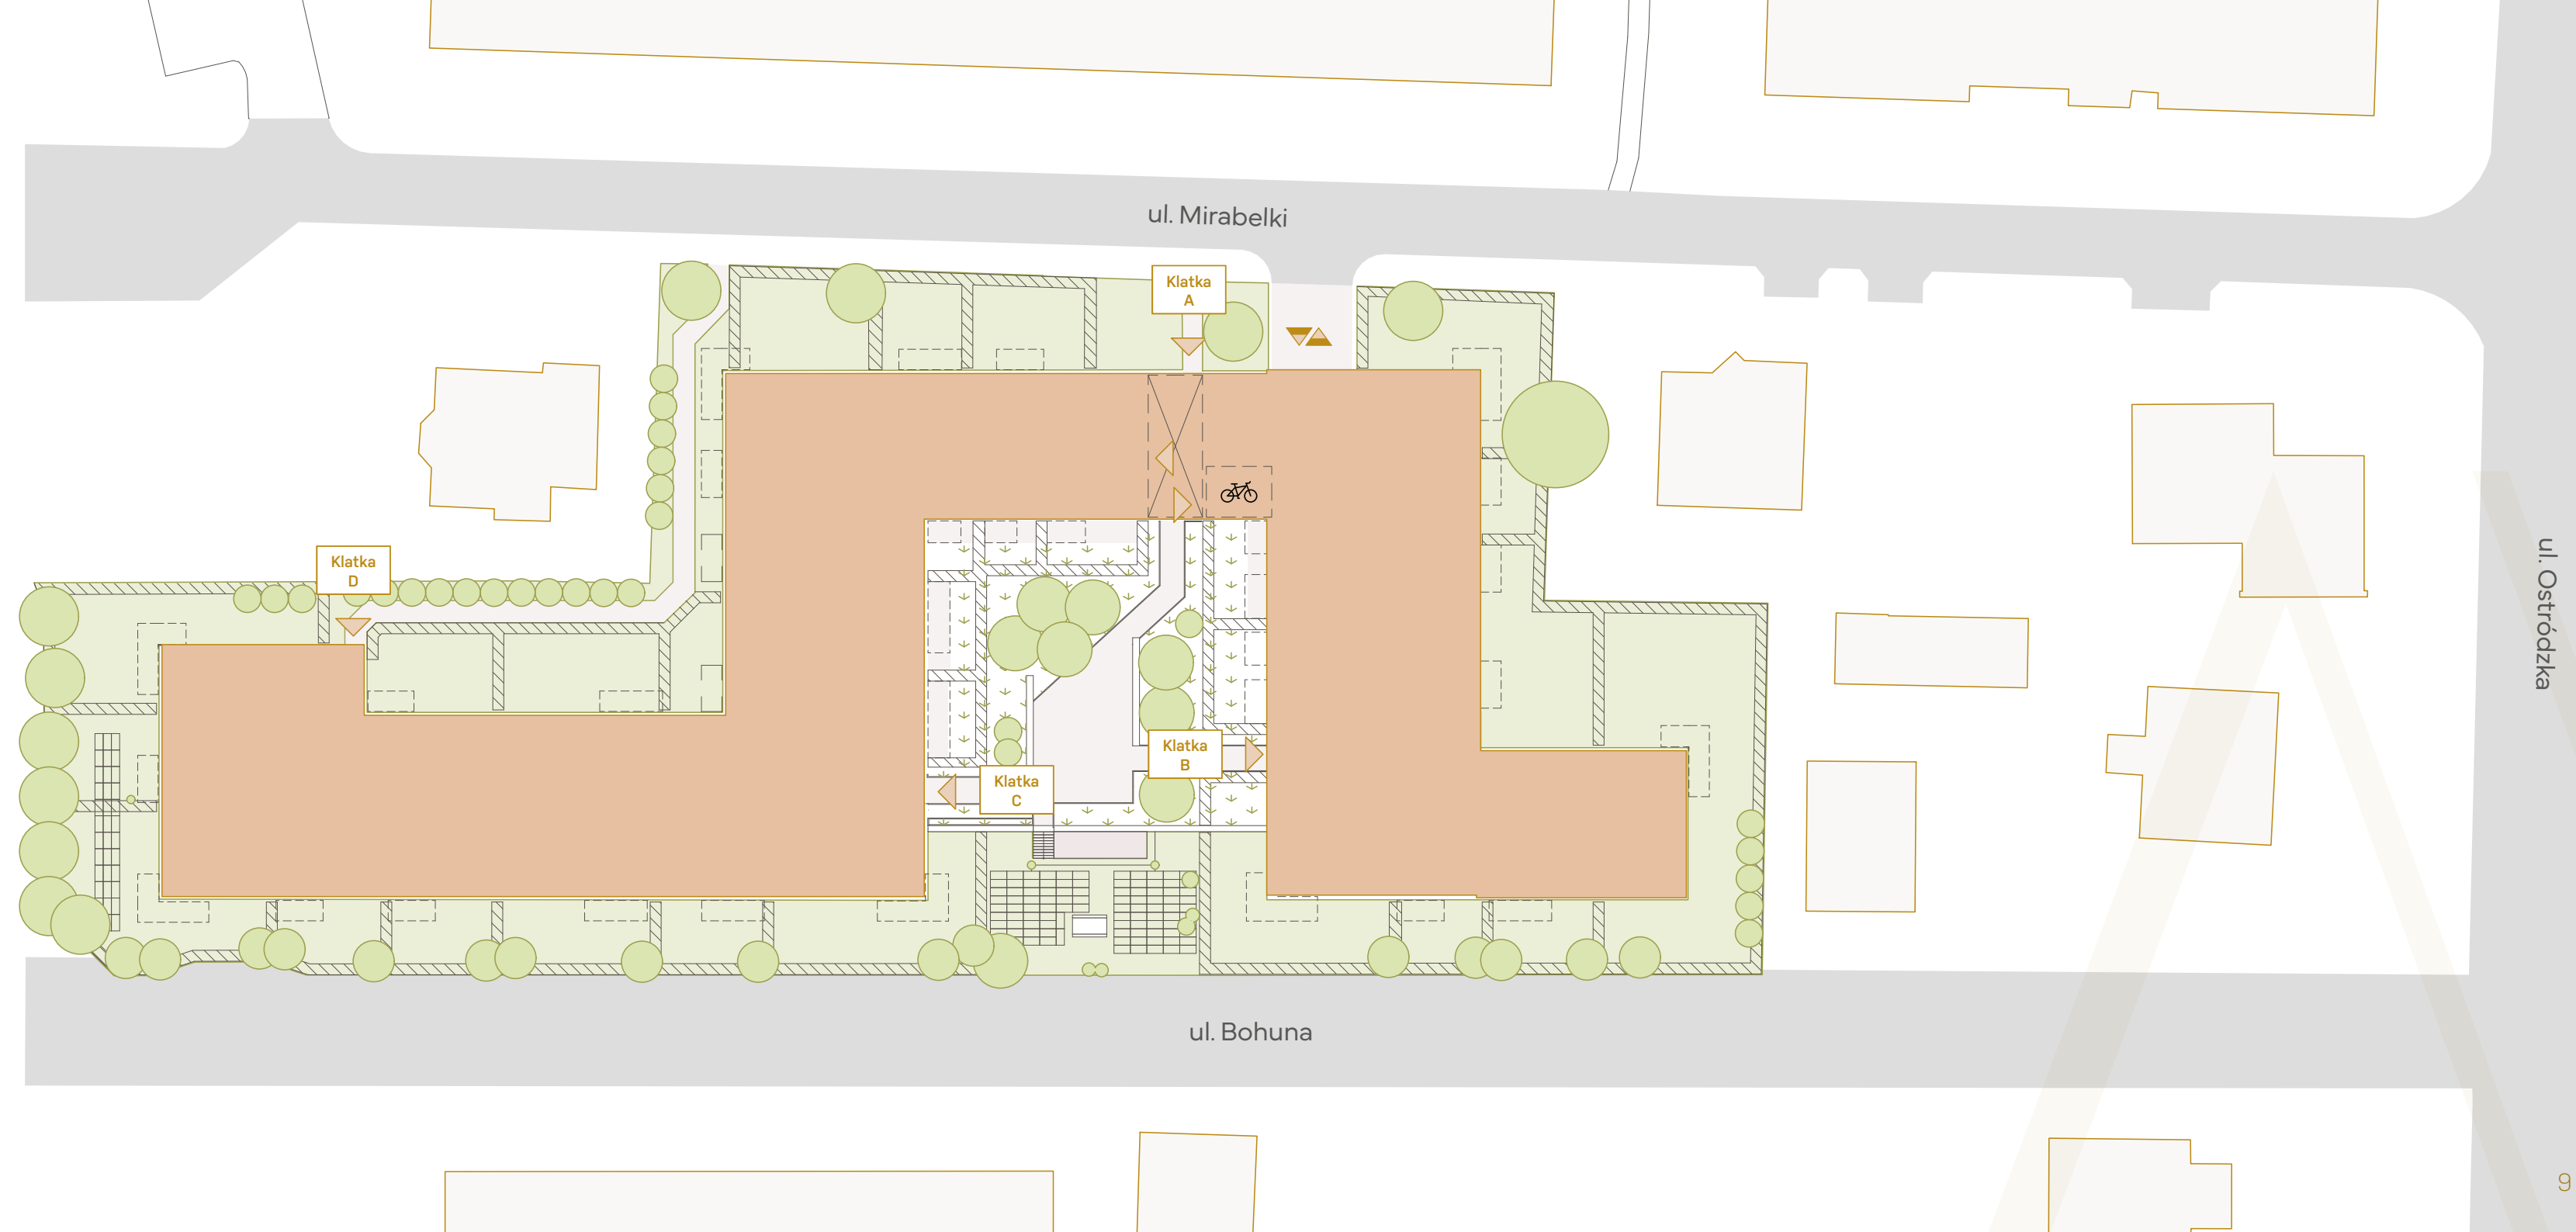 ul. Mirabelki
Klatka
A
Klatka
D
ul. Ostródzka
Klatka
B
Klatka
C
ul. Bohuna
9